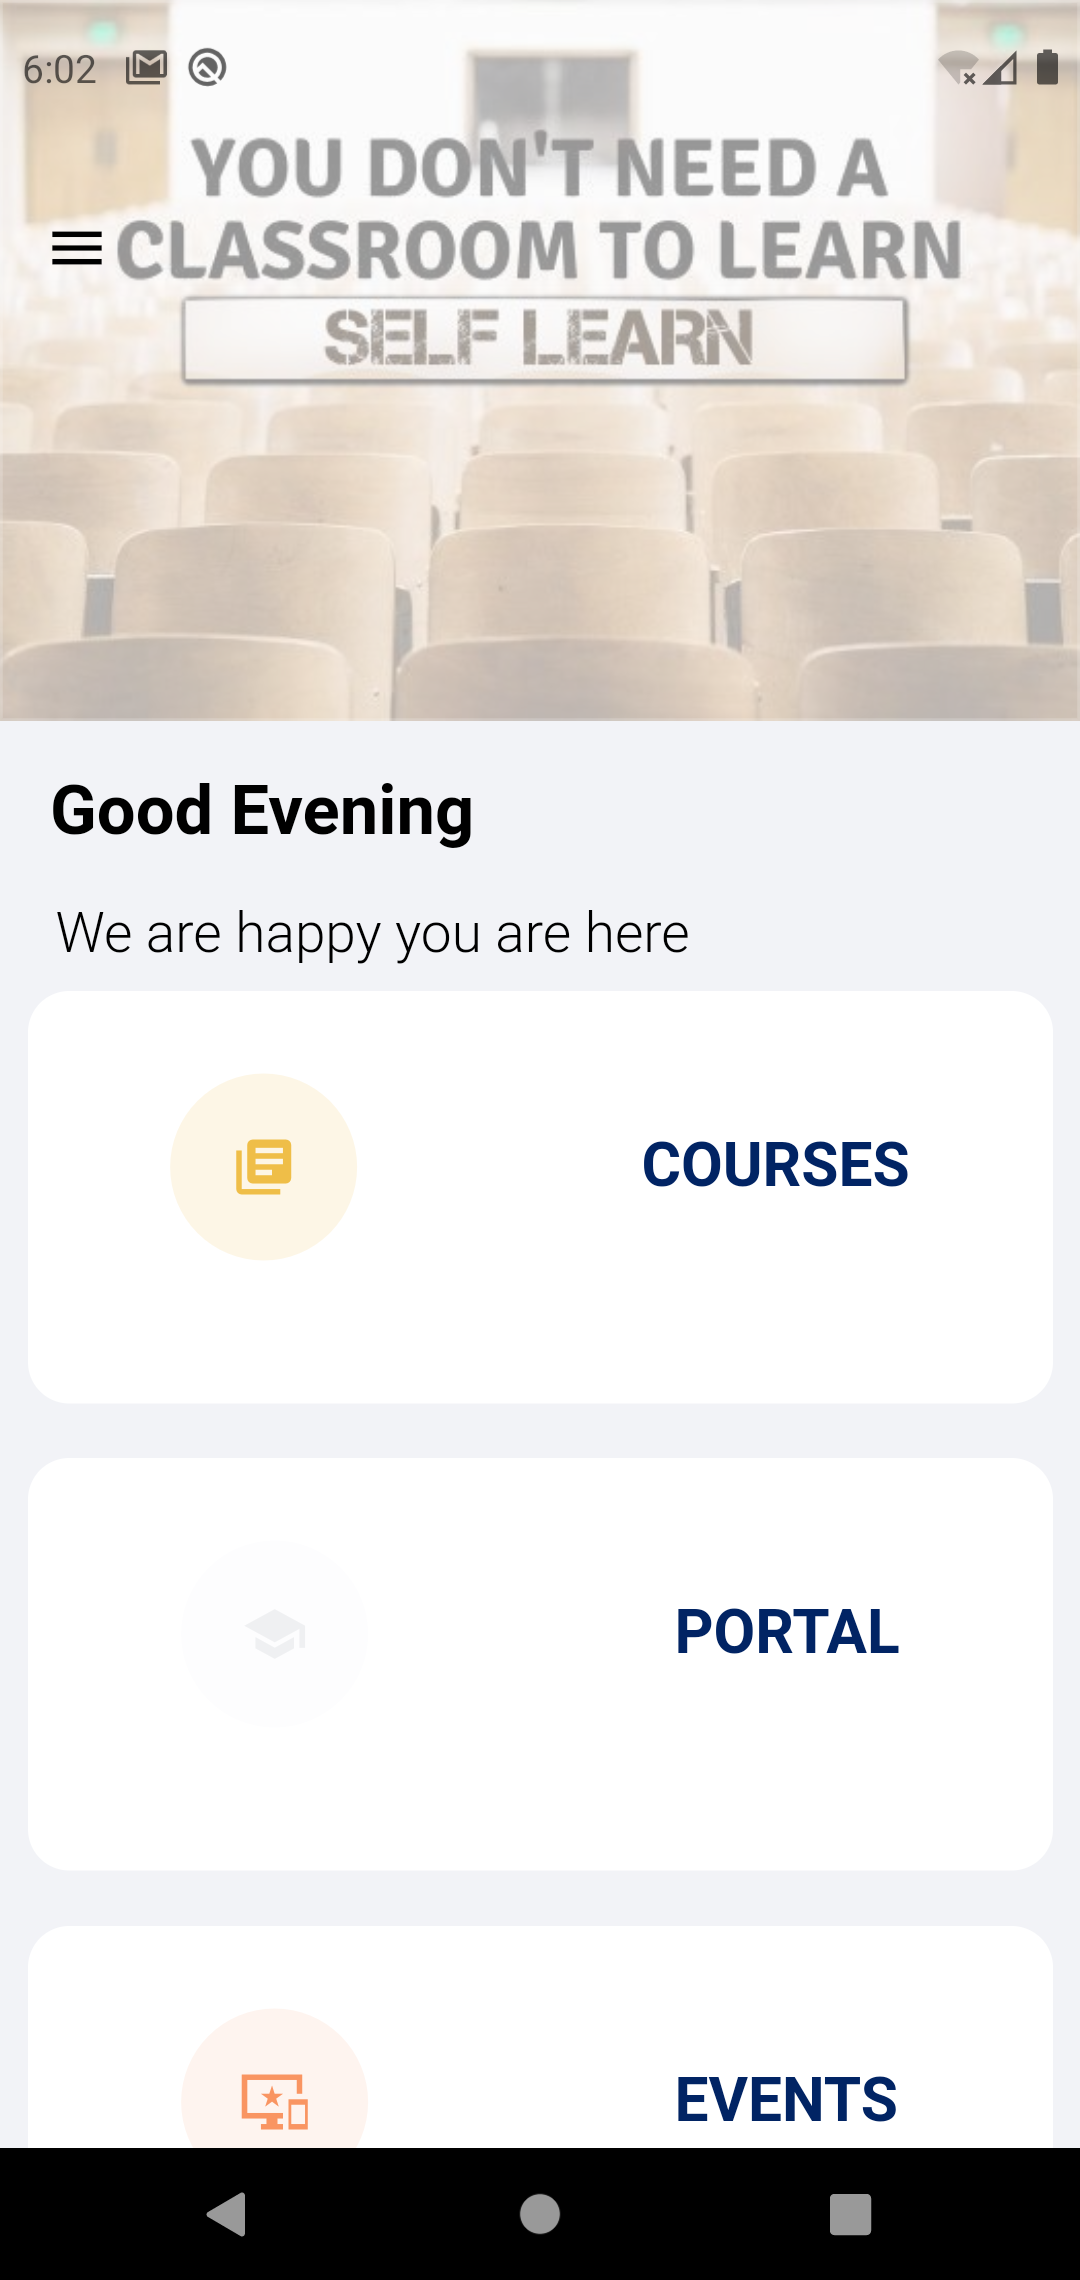 6:02
YOU DON'T NEED A
CLASSROOM TO LEARN
SELF LEARN
Good Evening
We are happy you are here
COURSES
PORTAL
EVENTS